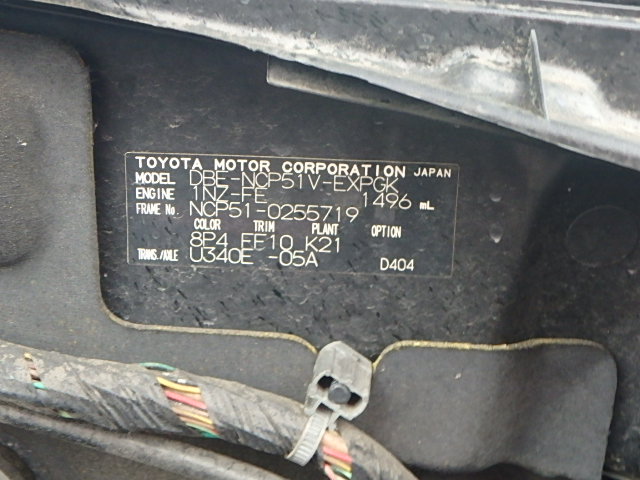 TOYOTA MOTOR CORPORATION JAPAN
MODEL DBE-NCP51V-EXPGK
ENGINE 1NZ-FE 1496 mL
FRAME No. NCP51-0255719
COLOR TRIM PLANT OPTION
8P4 EE10 K21
TRANS./AXLE U340E -05A D404